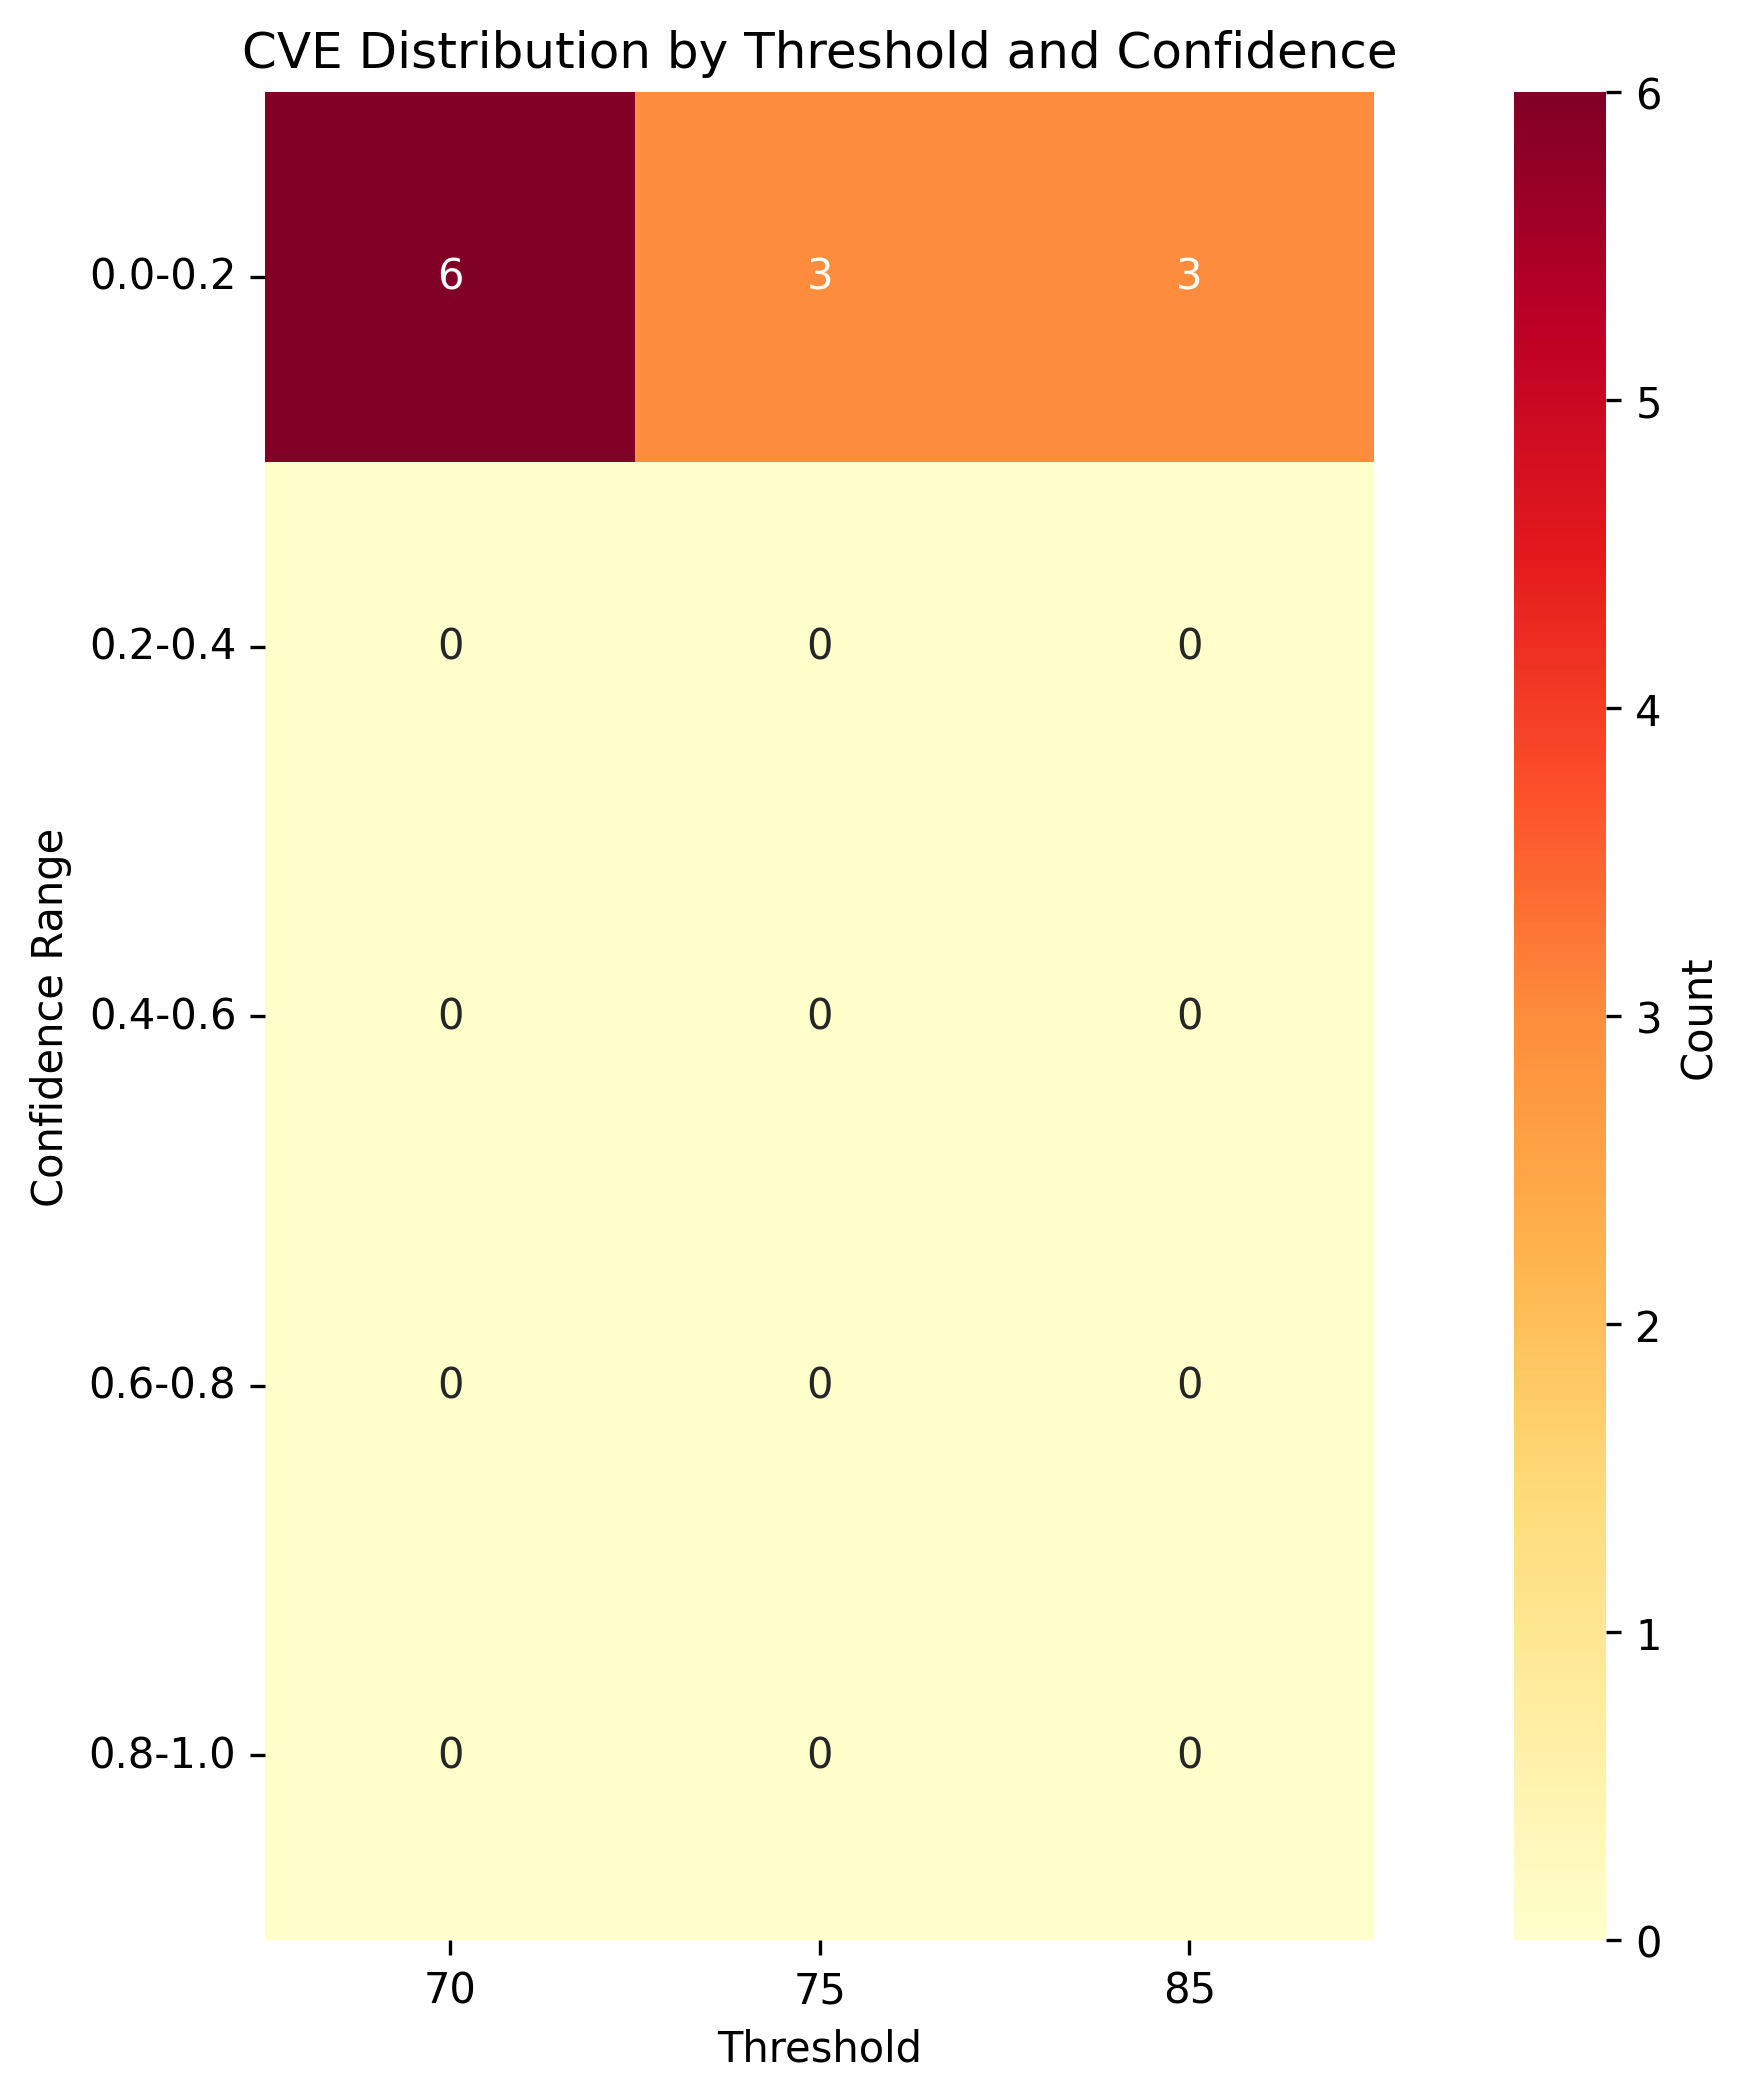 CVE Distribution by Threshold and Confidence
0.0-0.2 6 3 3
0.2-0.4 0 0 0
0.4-0.6 0 0 0
0.6-0.8 0 0 0
0.8-1.0 0 0 0
70 75 85
Threshold
Confidence Range
6
5
4
3
2
1
0
Count